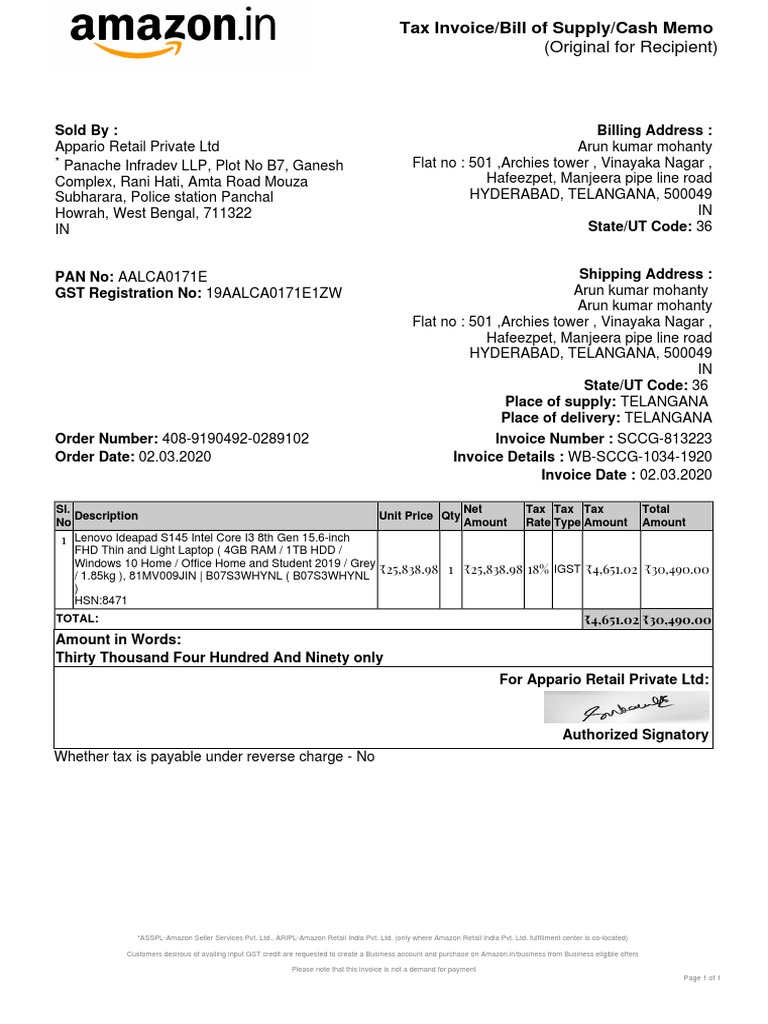 amazon.in
Tax Invoice/Bill of Supply/Cash Memo
(Original for Recipient)
Sold By :
Appario Retail Private Ltd
* Panache Infradev LLP, Plot No B7, Ganesh
Complex, Rani Hati, Amta Road Mouza
Subharara, Police station Panchal
Howrah, West Bengal, 711322
IN
Billing Address :
Arun kumar mohanty
Flat no : 501 ,Archies tower , Vinayaka Nagar ,
Hafeezpet, Manjeera pipe line road
HYDERABAD, TELANGANA, 500049
IN
State/UT Code: 36
PAN No: AALCA0171E
GST Registration No: 19AALCA0171E1ZW
Shipping Address :
Arun kumar mohanty
Arun kumar mohanty
Flat no : 501 ,Archies tower , Vinayaka Nagar ,
Hafeezpet, Manjeera pipe line road
HYDERABAD, TELANGANA, 500049
IN
State/UT Code: 36
Place of supply: TELANGANA
Place of delivery: TELANGANA
Order Number: 408-9190492-0289102
Order Date: 02.03.2020
Invoice Number : SCCG-813223
Invoice Details : WB-SCCG-1034-1920
Invoice Date : 02.03.2020
Sl. No Description Unit Price Qty Net Amount Tax Rate Tax Type Tax Amount Total Amount
1 Lenovo Ideapad S145 Intel Core I3 8th Gen 15.6-inch
FHD Thin and Light Laptop ( 4GB RAM / 1TB HDD /
Windows 10 Home / Office Home and Student 2019 / Grey
/ 1.85kg ), 81MV009JIN | B07S3WHYNL ( B07S3WHYNL
)
HSN:8471
₹25,838.98 1 ₹25,838.98 18% IGST ₹4,651.02 ₹30,490.00
TOTAL: ₹4,651.02 ₹30,490.00
Amount in Words:
Thirty Thousand Four Hundred And Ninety only
For Appario Retail Private Ltd:
Authorized Signatory
Whether tax is payable under reverse charge - No
*ASSPL-Amazon Seller Services Pvt. Ltd., ARIPL-Amazon Retail India Pvt. Ltd. (only where Amazon Retail India Pvt. Ltd. fulfillment center is co-located)
Customers desirous of availing input GST credit are requested to create a Business account and purchase on Amazon.in/business from Business eligible offers
Please note that this invoice is not a demand for payment
Page 1 of 1